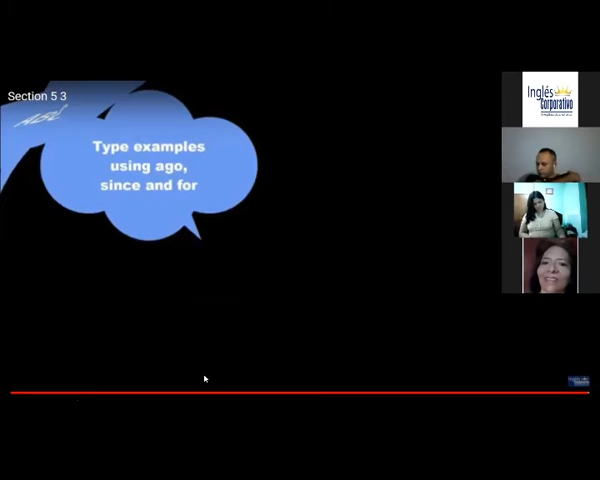 Section 5 3
Type examples
using ago,
since and for
Inglés
Corporativo